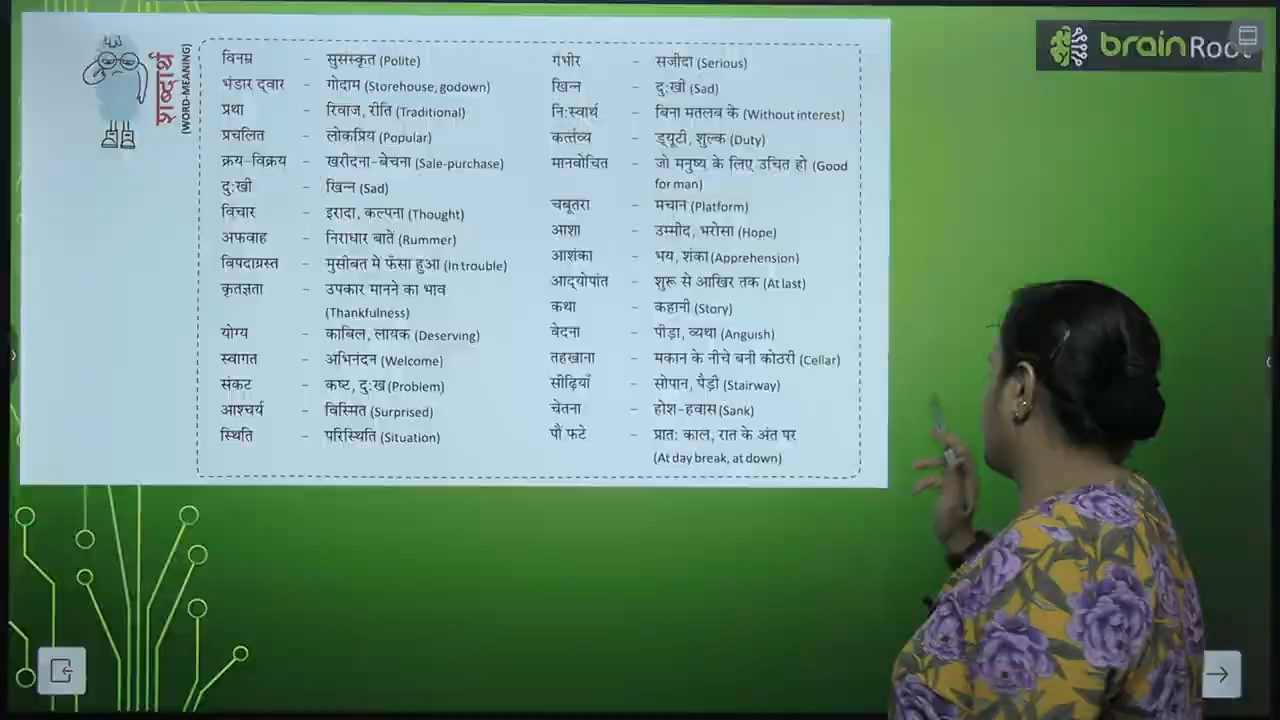 शब्दार्थ
(WORD-MEANING)
विनम्र - सुसंस्कृत (Polite)
भंडार द्वार - गोदाम (Storehouse, godown)
प्रथा - रिवाज, रीति (Traditional)
प्रचलित - लोकप्रिय (Popular)
क्रय-विक्रय - खरीदना-बेचना (Sale-purchase)
दुःखी - खिन्न (Sad)
विचार - इरादा, कल्पना (Thought)
अफवाह - निराधार बातें (Rummer)
विपदाग्रस्त - मुसीबत मे फँसा हुआ (In trouble)
कृतज्ञता - उपकार मानने का भाव
(Thankfulness)
योग्य - काबिल, लायक (Deserving)
स्वागत - अभिनंदन (Welcome)
संकट - कष्ट, दुःख (Problem)
आश्चर्य - विस्मित (Surprised)
स्थिति - परिस्थिति (Situation)
गंभीर - सजीदा (Serious)
खिन्न - दुःखी (Sad)
निःस्वार्थ - बिना मतलब के (Without interest)
कर्त्तव्य - ड्यूटी, शुल्क (Duty)
मानवोचित - जो मनुष्य के लिए उचित हो (Good
for man)
चबूतरा - मचान (Platform)
आशा - उम्मीद, भरोसा (Hope)
आशंका - भय, शंका (Apprehension)
आद्योपांत - शुरू से आखिर तक (At last)
कथा - कहानी (Story)
वेदना - पीड़ा, व्यथा (Anguish)
तहखाना - मकान के नीचे बनी कोठरी (Cellar)
सीढ़ियाँ - सोपान, पैड़ी (Stairway)
चेतना - होश-हवास (Sank)
पौ फटे - प्रातः काल, रात के अंत पर
(At day break, at down)
brainRoot